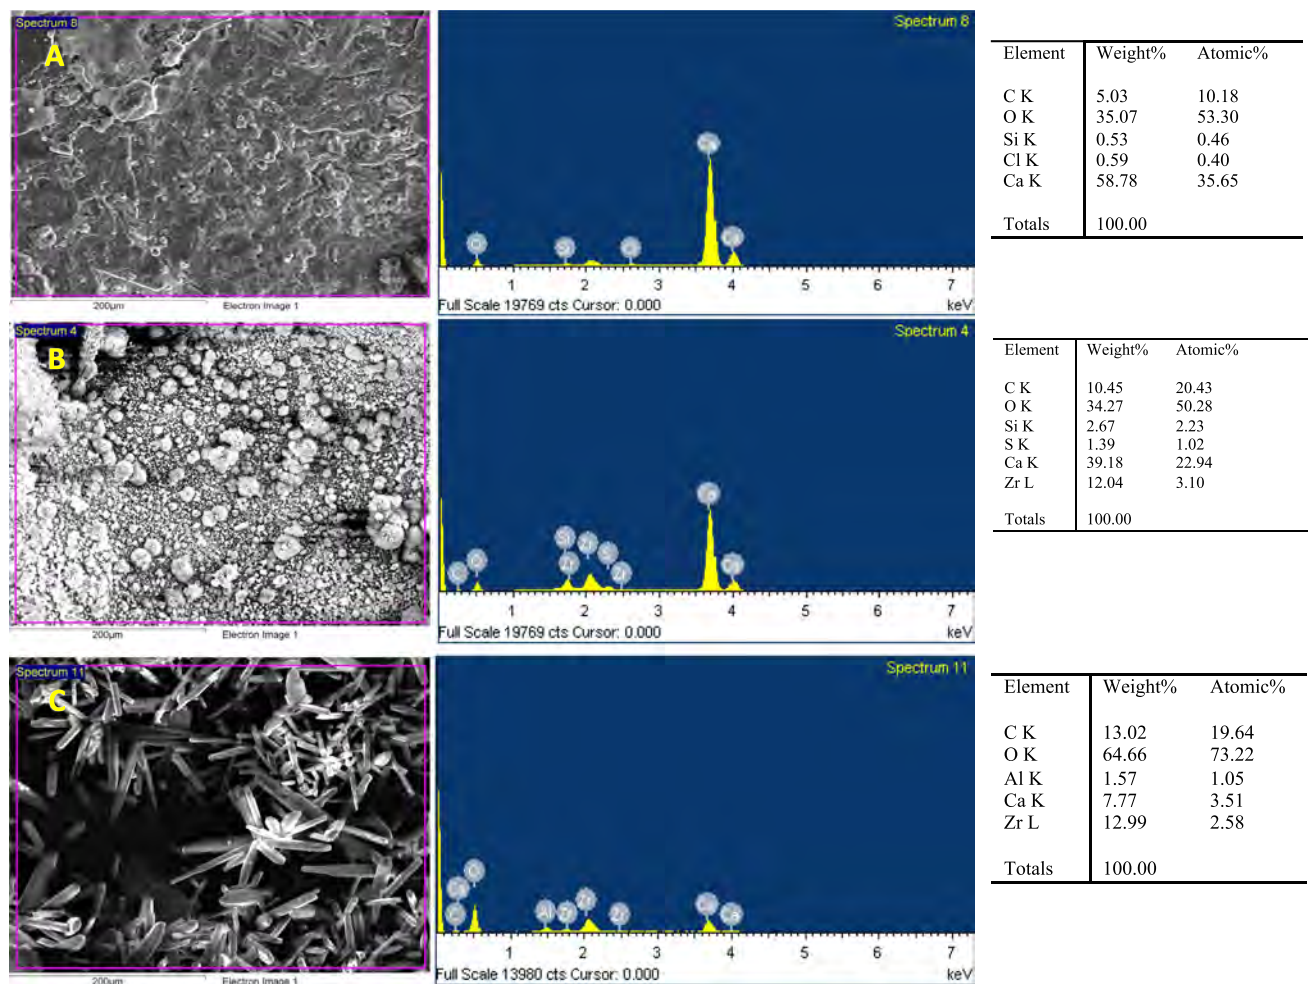 Spectrum 8
A
200µm Electron Image 1
Spectrum 8
1 2 3 4 5 6 7
Full Scale 19769 cts Cursor: 0.000 keV
Element Weight% Atomic%
C K 5.03 10.18
O K 35.07 53.30
Si K 0.53 0.46
Cl K 0.59 0.40
Ca K 58.78 35.65
Totals 100.00
Spectrum 4
B
200µm Electron Image 1
Spectrum 4
Si Zr
Zr
1 2 3 4 5 6 7
Full Scale 19769 cts Cursor: 0.000 keV
Element Weight% Atomic%
C K 10.45 20.43
O K 34.27 50.28
Si K 2.67 2.23
S K 1.39 1.02
Ca K 39.18 22.94
Zr L 12.04 3.10
Totals 100.00
Spectrum 11
C
200µm Electron Image 1
Spectrum 11
Al Zr Zr Zr Ca
1 2 3 4 5 6 7
Full Scale 13980 cts Cursor: 0.000 keV
Element Weight% Atomic%
C K 13.02 19.64
O K 64.66 73.22
Al K 1.57 1.05
Ca K 7.77 3.51
Zr L 12.99 2.58
Totals 100.00